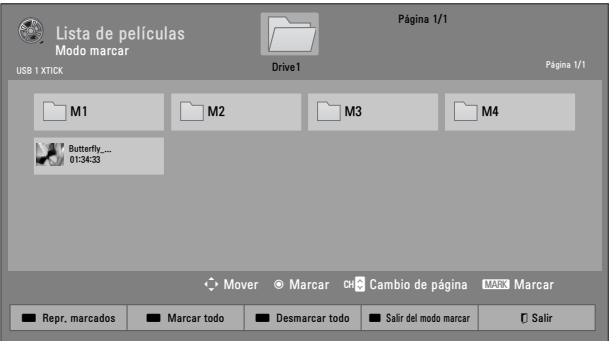 Página 1/1
Lista de películas
Modo marcar
USB 1 XTICK
Drive1
Página 1/1
M1
M2
M3
M4
Butterfly_...
01:34:33
Mover
Marcar
CH Cambio de página
MARK Marcar
Repr. marcados
Marcar todo
Desmarcar todo
Salir del modo marcar
Salir